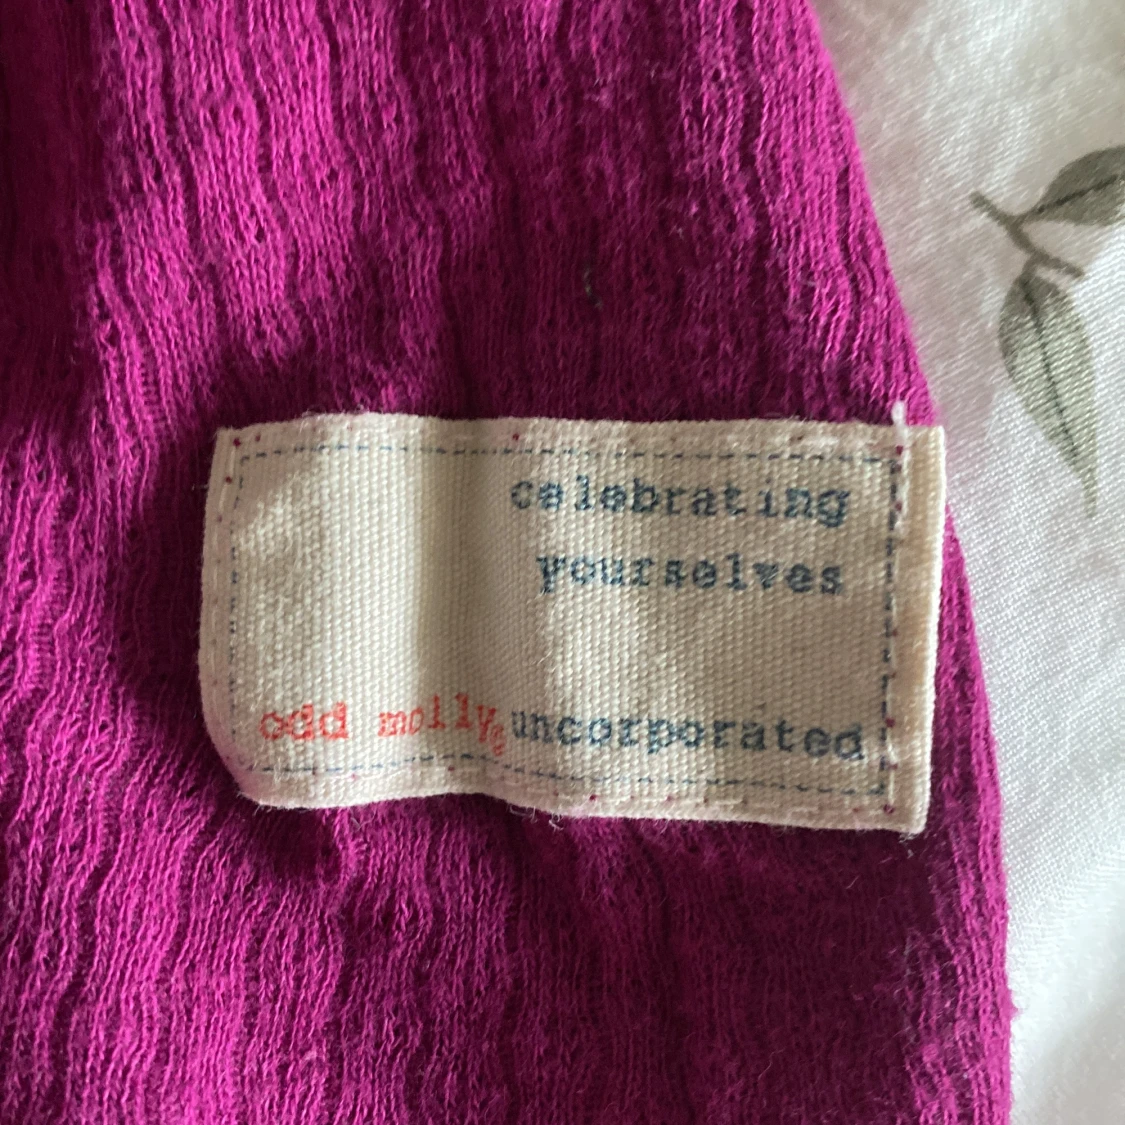 celebrating
yourselves
odd molly® uncorporated